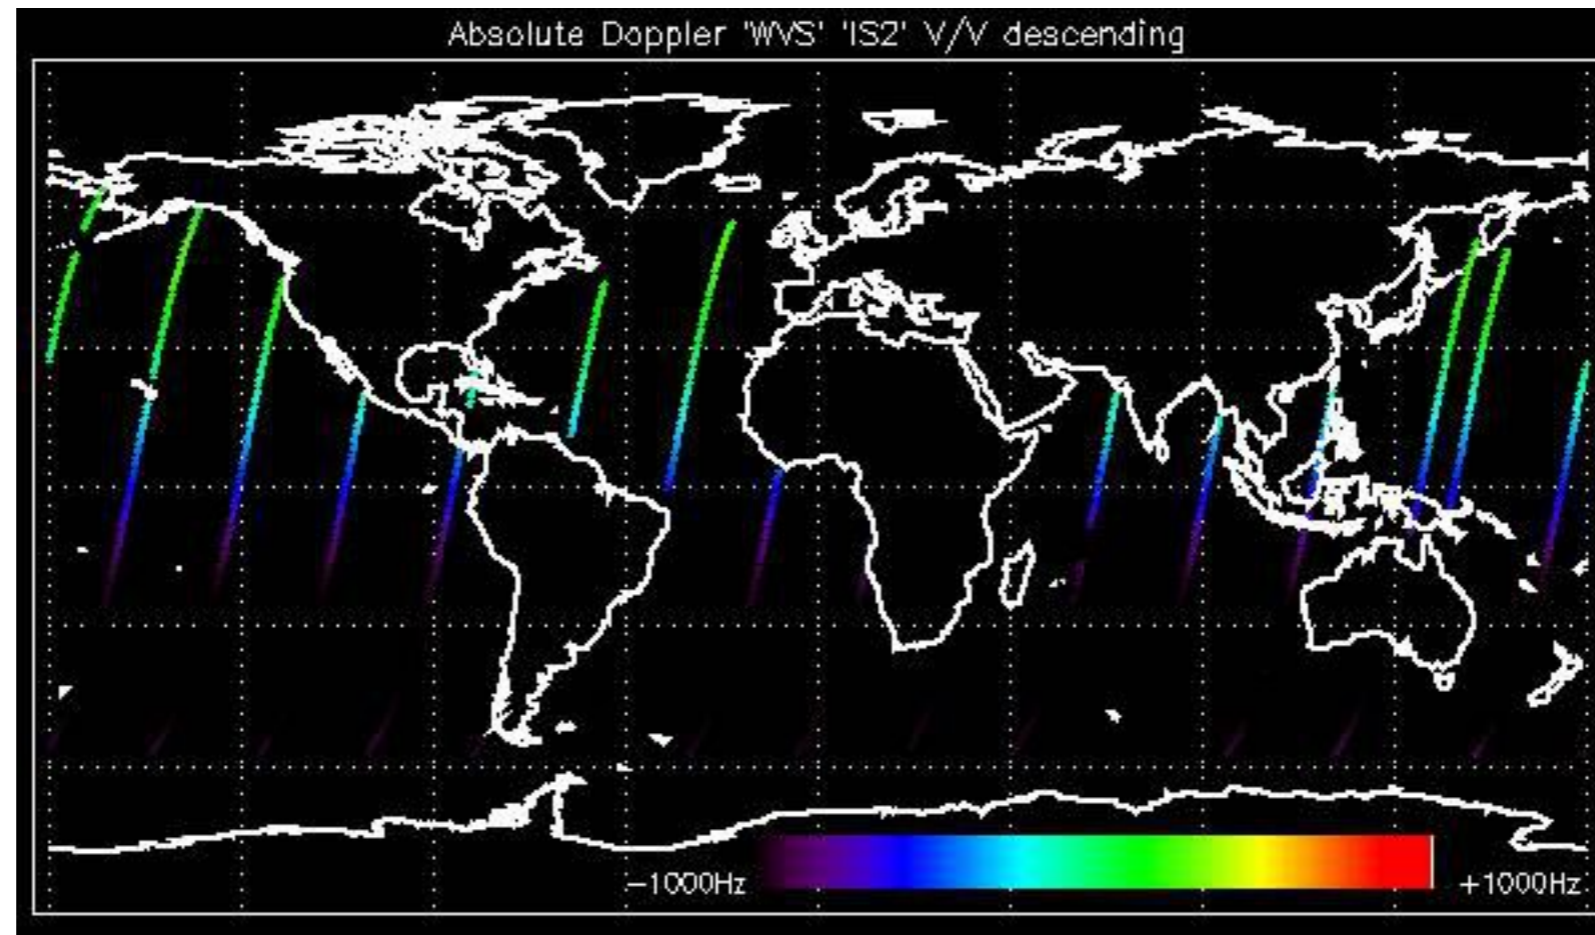 Absolute Doppler 'WVS' 'IS2' V/V descending
−1000Hz
+1000Hz